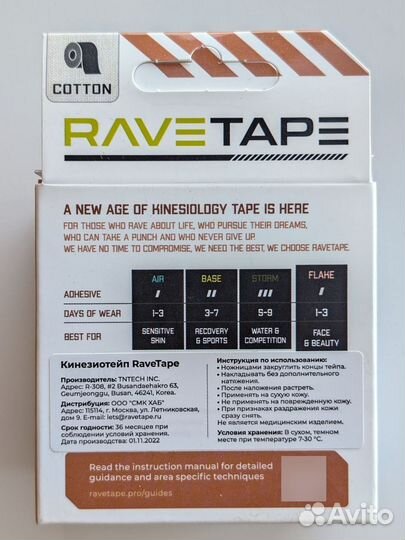 COTTON
RAVETAPE
A NEW AGE OF KINESIOLOGY TAPE IS HERE
FOR THOSE WHO RAVE ABOUT LIFE, WHO PURSUE THEIR DREAMS,
WHO CAN TAKE A PUNCH AND WHO NEVER GIVE UP.
WE HAVE NO TIME TO COMPROMISE, WE NEED THE BEST, WE CHOOSE RAVETAPE.
AIR BASE STORM FLAKE
ADHESIVE / // /// /
DAYS OF WEAR 1-3 3-7 5-9 1-3
BEST FOR SENSITIVE SKIN RECOVERY & SPORTS WATER & COMPETITION FACE & BEAUTY
Кинезиотейп RaveTape
Производитель: TNTECH INC.
Адрес: R-308, #2 Busandaehakro 63,
Geumjeonggu, Busan, 46241, Korea.
Дистрибуция: ООО "СМК ХАБ"
Адрес: 115114, г. Москва, ул. Летниковская,
дом 9. E-mail: lets@ravetape.ru
Срок годности: 36 месяцев при
соблюдении условий хранения. Дата
производства: 01.11.2022
Инструкция по использованию:
• Ножницами закруглить концы тейпа.
• Накладывать без дополнительного
натяжения.
• После наложения растереть.
• Применять на сухую кожу.
• Не применять на поврежденную кожу.
• При признаках раздражения кожи
сразу снять.
Не является медицинским изделием.
Условия хранения: В сухом, темном
месте при температуре 7-30 °C.
Read the instruction manual for detailed
guidance and area specific techniques
ravetape.pro/guides
Avito